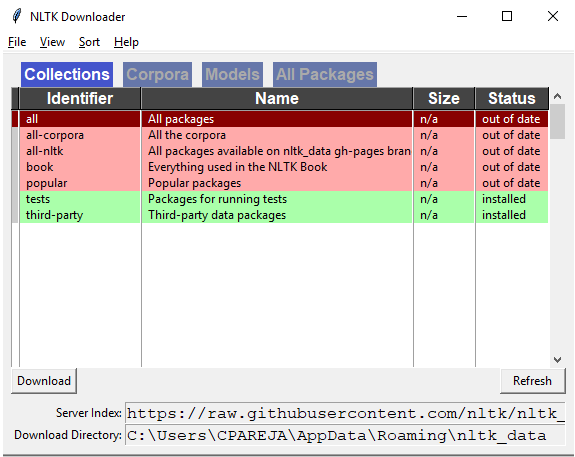 NLTK Downloader
File View Sort Help
Collections Corpora Models All Packages
Identifier Name Size Status
all All packages n/a out of date
all-corpora All the corpora n/a out of date
all-nltk All packages available on nltk_data gh-pages bran n/a out of date
book Everything used in the NLTK Book n/a out of date
popular Popular packages n/a out of date
tests Packages for running tests n/a installed
third-party Third-party data packages n/a installed
Download Refresh
Server Index: https://raw.githubusercontent.com/nltk/nltk_
Download Directory: C:\Users\CPAREJA\AppData\Roaming\nltk_data